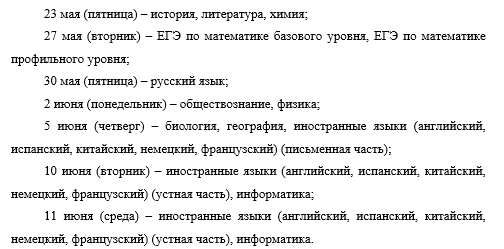 23 мая (пятница) – история, литература, химия;
27 мая (вторник) – ЕГЭ по математике базового уровня, ЕГЭ по математике
профильного уровня;
30 мая (пятница) – русский язык;
2 июня (понедельник) – обществознание, физика;
5 июня (четверг) – биология, география, иностранные языки (английский,
испанский, китайский, немецкий, французский) (письменная часть);
10 июня (вторник) – иностранные языки (английский, испанский, китайский,
немецкий, французский) (устная часть), информатика;
11 июня (среда) – иностранные языки (английский, испанский, китайский,
немецкий, французский) (устная часть), информатика.